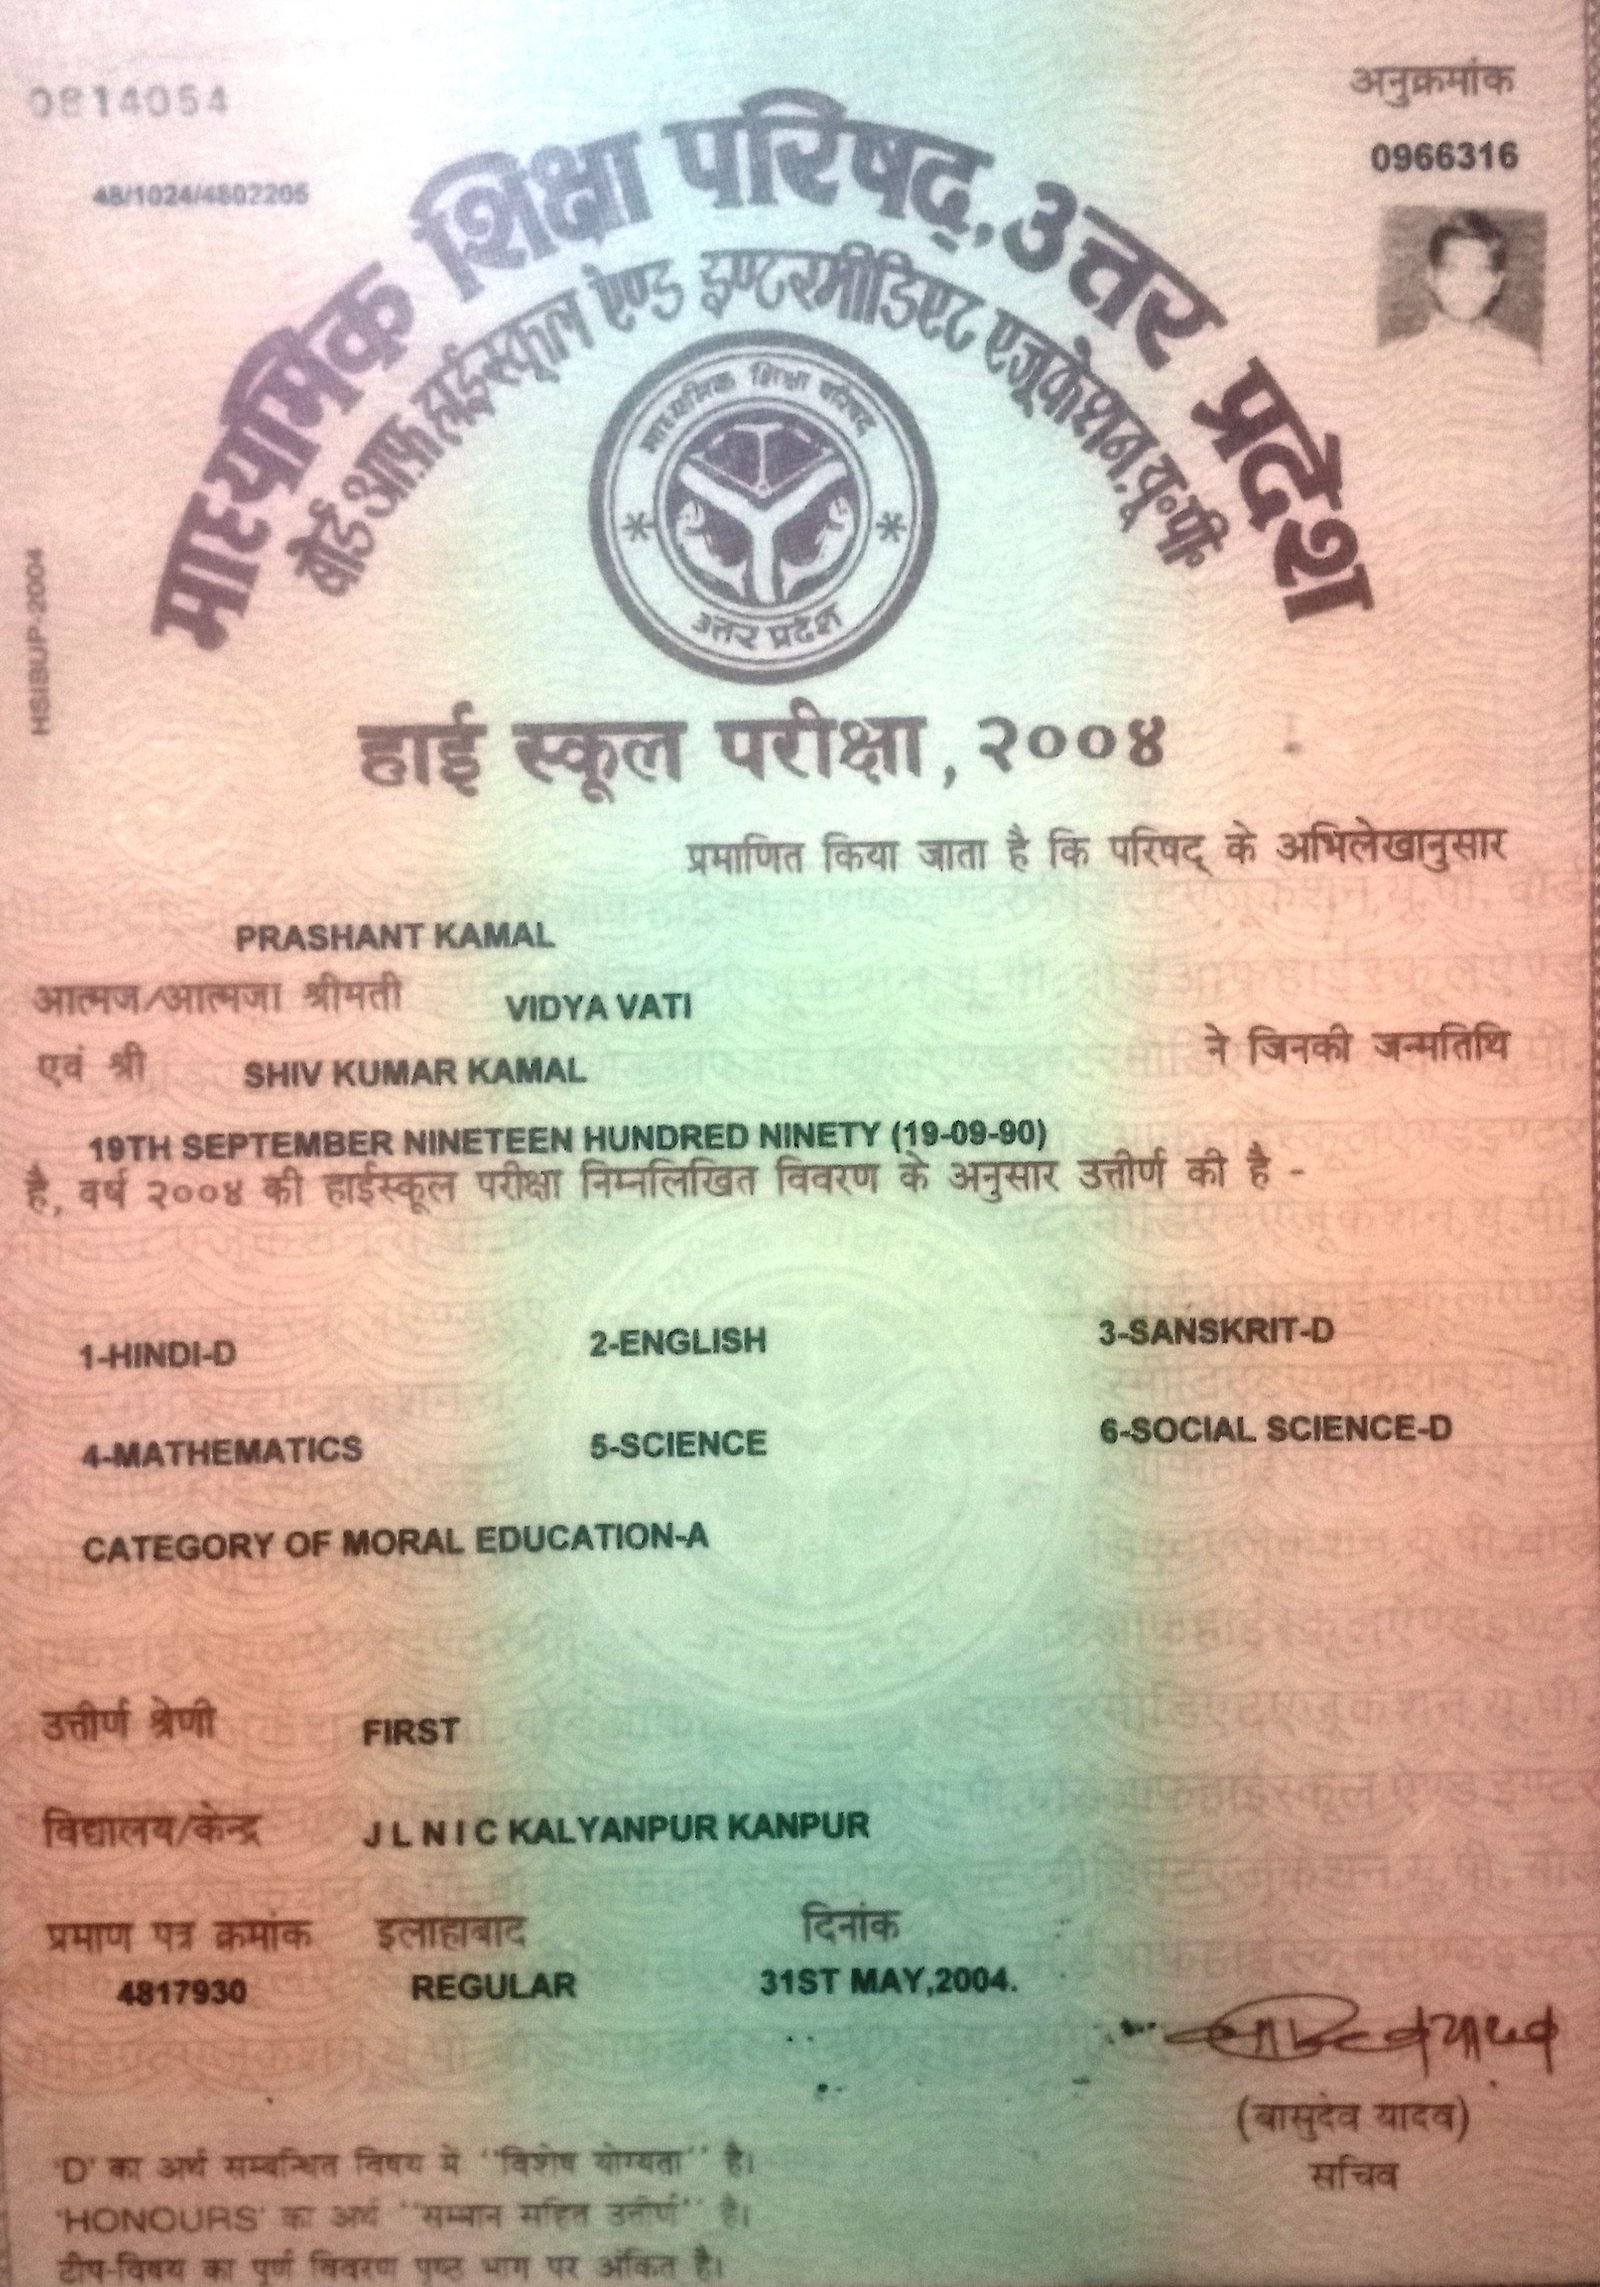 0814054
अनुक्रमांक
0966316
48/1024/4802205
माध्यमिक शिक्षा परिषद्, उत्तर प्रदेश
बोर्ड आफ़ हाईस्कूल ऐण्ड इण्टरमीडिएट एजूकेशन, यू॰पी॰
माध्यमिक शिक्षा परिषद
उत्तर प्रदेश
HSIBUP-2004
हाई स्कूल परीक्षा, २००४
प्रमाणित किया जाता है कि परिषद् के अभिलेखानुसार
PRASHANT KAMAL
आत्मज/आत्मजा श्रीमती VIDYA VATI
एवं श्री SHIV KUMAR KAMAL ने जिनकी जन्मतिथि
19TH SEPTEMBER NINETEEN HUNDRED NINETY (19-09-90)
है, वर्ष २००४ की हाईस्कूल परीक्षा निम्नलिखित विवरण के अनुसार उत्तीर्ण की है -
1-HINDI-D 2-ENGLISH 3-SANSKRIT-D
4-MATHEMATICS 5-SCIENCE 6-SOCIAL SCIENCE-D
CATEGORY OF MORAL EDUCATION-A
उत्तीर्ण श्रेणी FIRST
विद्यालय/केन्द्र J L N I C KALYANPUR KANPUR
प्रमाण पत्र क्रमांक इलाहाबाद दिनांक
4817930 REGULAR 31ST MAY,2004.
(बासुदेव यादव)
सचिव
'D' का अर्थ सम्बन्धित विषय में "विशेष योग्यता" है।
'HONOURS' का अर्थ "सम्मान सहित उत्तीर्ण" है।
टीप-विषय का पूर्ण विवरण पृष्ठ भाग पर अंकित है।